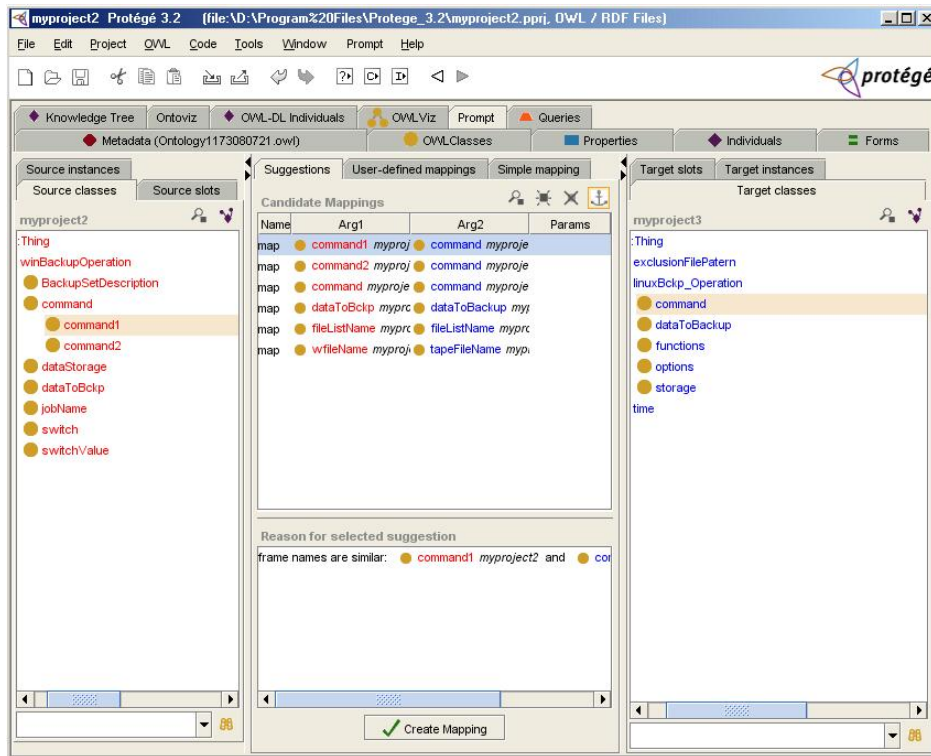 myproject2 Protégé 3.2 (file:\D:\Program%20Files\Protege_3.2\myproject2.pprj, OWL / RDF Files)
File Edit Project OWL Code Tools Window Prompt Help
protégé
Knowledge Tree Ontoviz OWL-DL Individuals OWLViz Prompt Queries
Metadata (Ontology1173080721.owl) OWLClasses Properties Individuals Forms
Source instances
Source classes Source slots
myproject2
:Thing
winBackupOperation
BackupSetDescription
command
command1
command2
dataStorage
dataToBckp
jobName
switch
switchValue
Suggestions User-defined mappings Simple mapping
Candidate Mappings
Name Arg1 Arg2 Params
map command1 myproj command myproje
map command2 myproj command myproje
map command myproje command myproje
map dataToBckp myprc dataToBackup myp
map fileListName myprc fileListName myprc
map wfileName myproje tapeFileName mypr
Reason for selected suggestion
frame names are similar: command1 myproject2 and cor
Create Mapping
Target slots Target instances
Target classes
myproject3
:Thing
exclusionFilePatern
linuxBckp_Operation
command
dataToBackup
functions
options
storage
time